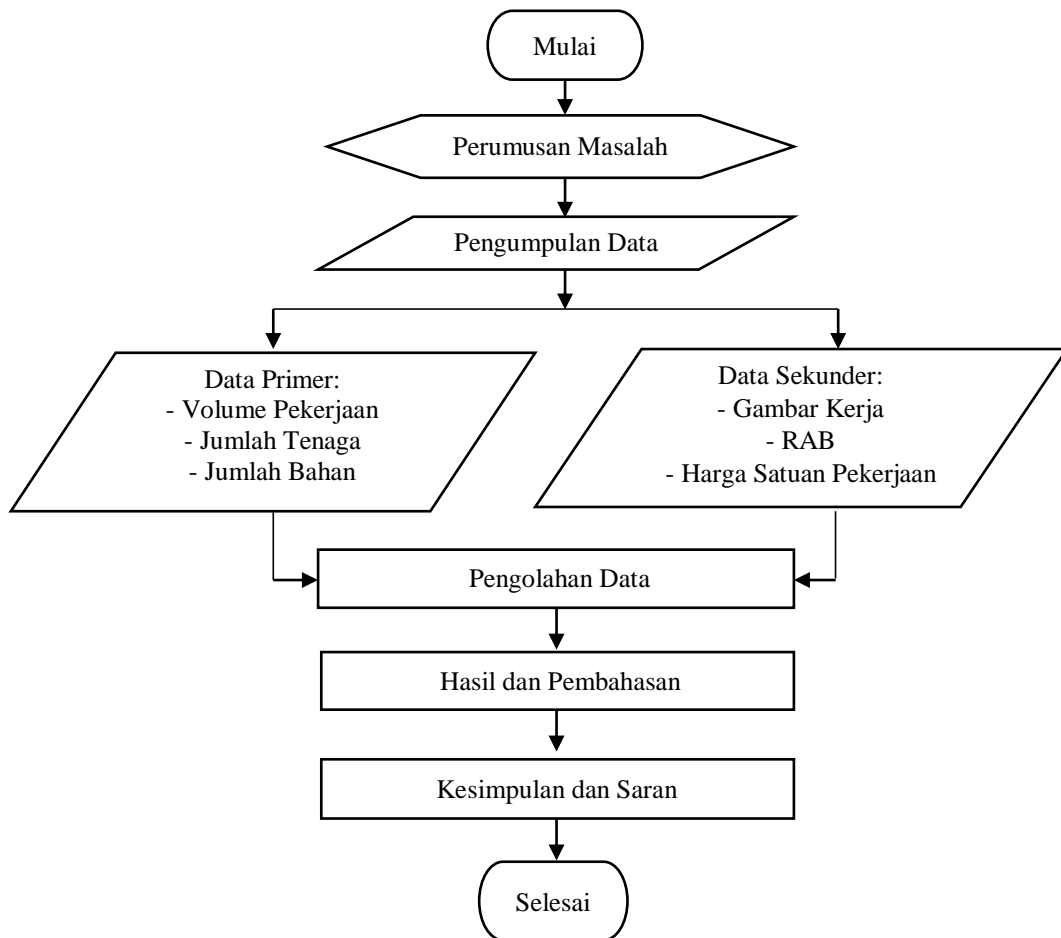 Mulai
Perumusan Masalah
Pengumpulan Data
Data Primer:
- Volume Pekerjaan
- Jumlah Tenaga
- Jumlah Bahan
Data Sekunder:
- Gambar Kerja
- RAB
- Harga Satuan Pekerjaan
Pengolahan Data
Hasil dan Pembahasan
Kesimpulan dan Saran
Selesai